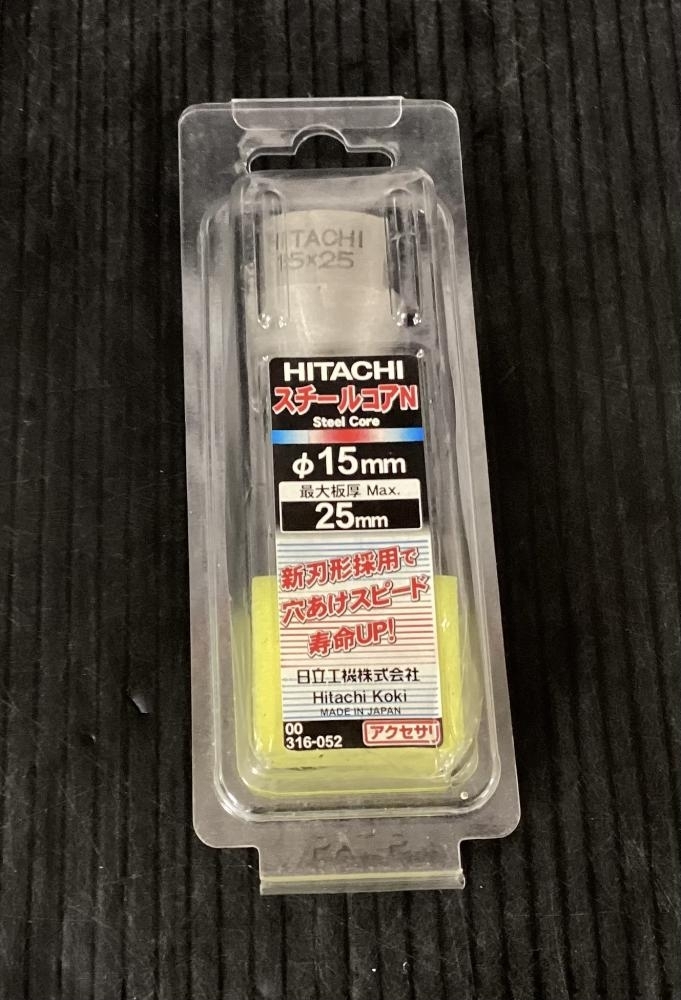 HITACHI
15×25
HITACHI
スチールコアN
Steel Core
φ15mm
最大板厚 Max.
25mm
新刃形採用で
穴あけスピード
寿命UP!
日立工機株式会社
Hitachi Koki
MADE IN JAPAN
00
316-052
アクセサリ